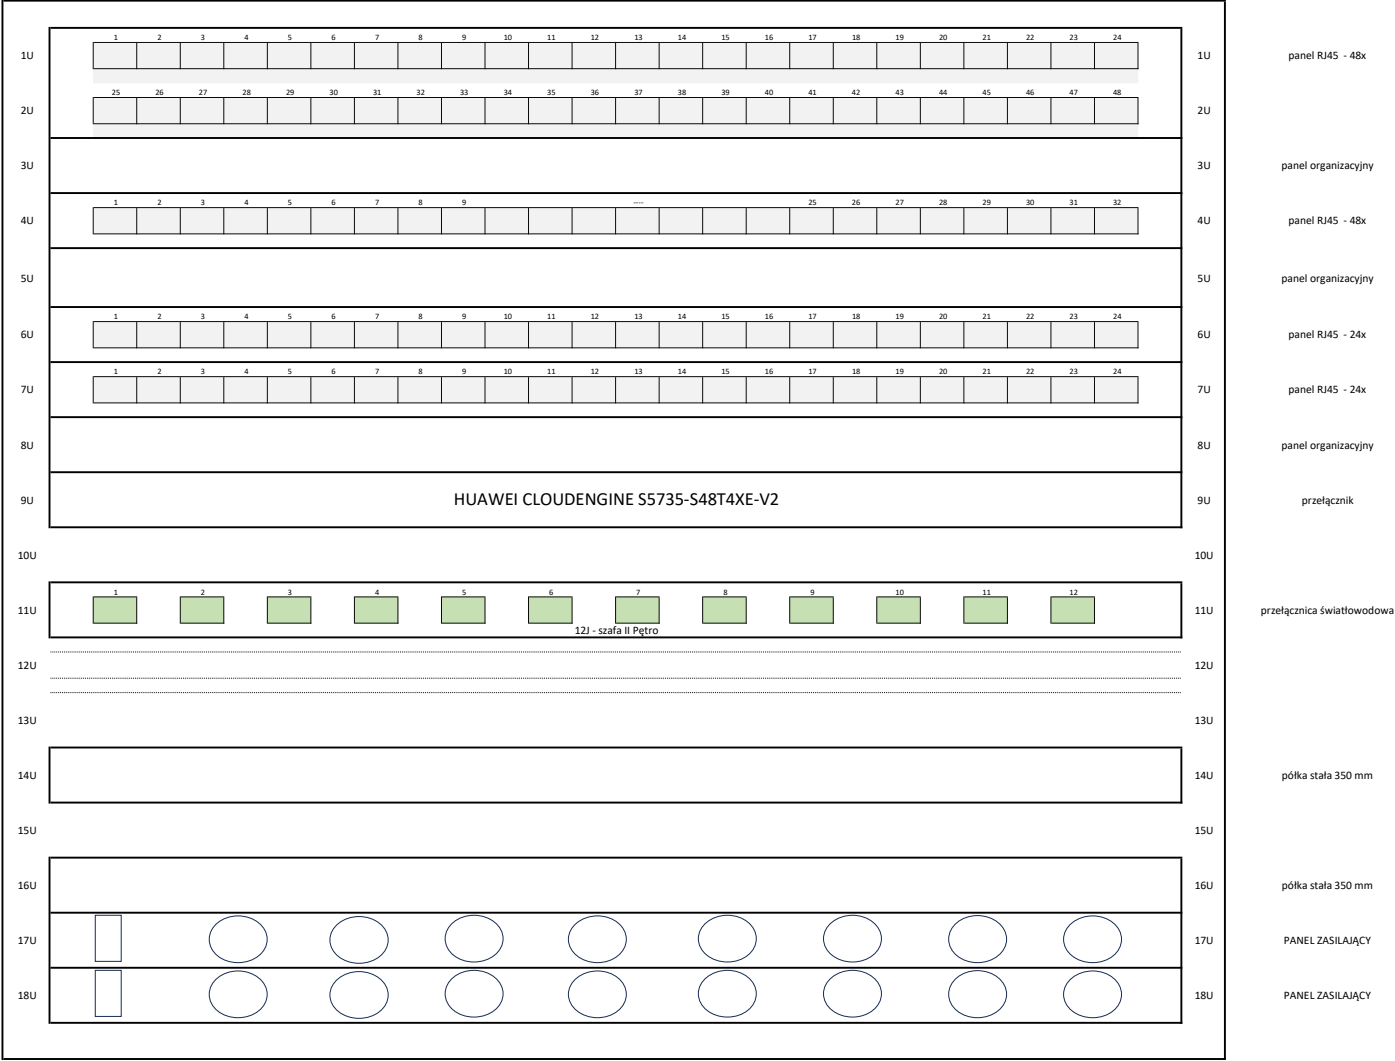 1 2 3 4 5 6 7 8 9 10 11 12 13 14 15 16 17 18 19 20 21 22 23 24
1U 1U panel RJ45 - 48x
25 26 27 28 29 30 31 32 33 34 35 36 37 38 39 40 41 42 43 44 45 46 47 48
2U 2U
3U 3U panel organizacyjny
1 2 3 4 5 6 7 8 9 ---- 25 26 27 28 29 30 31 32
4U 4U panel RJ45 - 48x
5U 5U panel organizacyjny
1 2 3 4 5 6 7 8 9 10 11 12 13 14 15 16 17 18 19 20 21 22 23 24
6U 6U panel RJ45 - 24x
1 2 3 4 5 6 7 8 9 10 11 12 13 14 15 16 17 18 19 20 21 22 23 24
7U 7U panel RJ45 - 24x
8U 8U panel organizacyjny
9U HUAWEI CLOUDENGINE S5735-S48T4XE-V2 9U przełącznik
10U 10U
1 2 3 4 5 6 7 8 9 10 11 12
11U 11U przełącznica światłowodowa
12J - szafa II Pętro
12U 12U
13U 13U
14U 14U półka stała 350 mm
15U 15U
16U 16U półka stała 350 mm
17U 17U PANEL ZASILAJĄCY
18U 18U PANEL ZASILAJĄCY